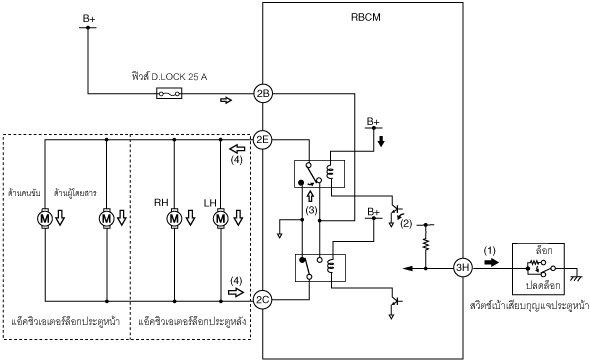 RBCM
B+
ฟิวส์ D.LOCK 25 A
2B
B+
2E
(4)
ด้านคนขับ
ด้านผู้โดยสาร
RH
LH
M
M
M
M
(3)
B+
(2)
(1)
ล็อก
3H
ปลดล็อก
(4)
2C
สวิตช์เบ้าเสียบกุญแจประตูหน้า
แอ็คชิวเอเตอร์ล็อกประตูหน้า
แอ็คชิวเอเตอร์ล็อกประตูหลัง